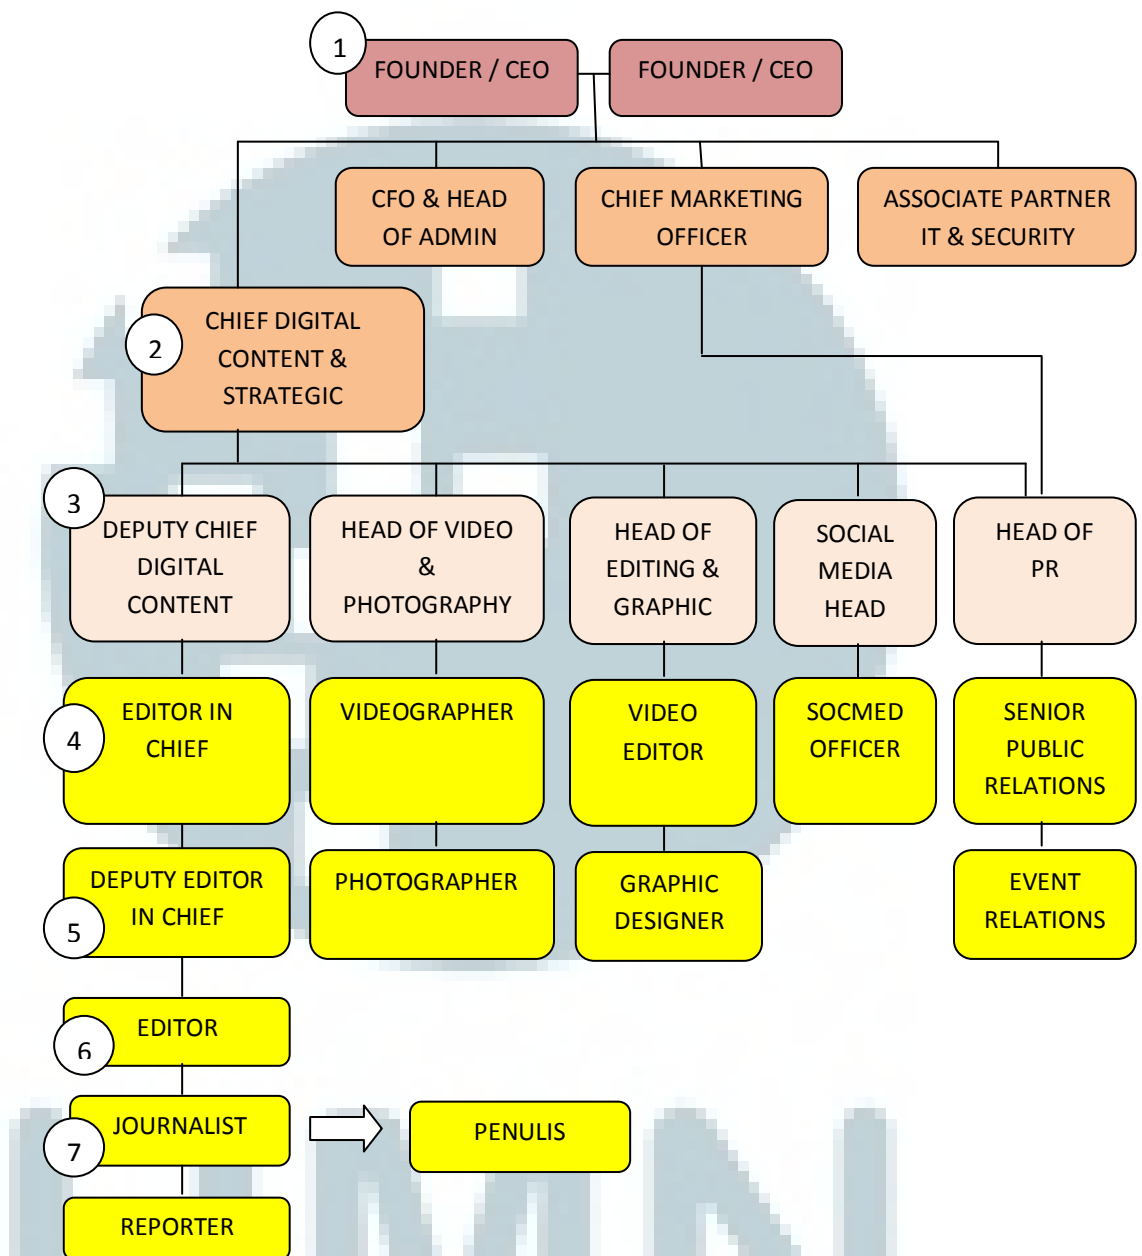 1
FOUNDER / CEO
FOUNDER / CEO
CFO & HEAD
OF ADMIN
CHIEF MARKETING
OFFICER
ASSOCIATE PARTNER
IT & SECURITY
2
CHIEF DIGITAL
CONTENT &
STRATEGIC
3
DEPUTY CHIEF
DIGITAL
CONTENT
HEAD OF VIDEO
&
PHOTOGRAPHY
HEAD OF
EDITING &
GRAPHIC
SOCIAL
MEDIA
HEAD
HEAD OF
PR
4
EDITOR IN
CHIEF
VIDEOGRAPHER
VIDEO
EDITOR
SOCMED
OFFICER
SENIOR
PUBLIC
RELATIONS
5
DEPUTY EDITOR
IN CHIEF
PHOTOGRAPHER
GRAPHIC
DESIGNER
EVENT
RELATIONS
6
EDITOR
7
JOURNALIST
PENULIS
REPORTER
UMN